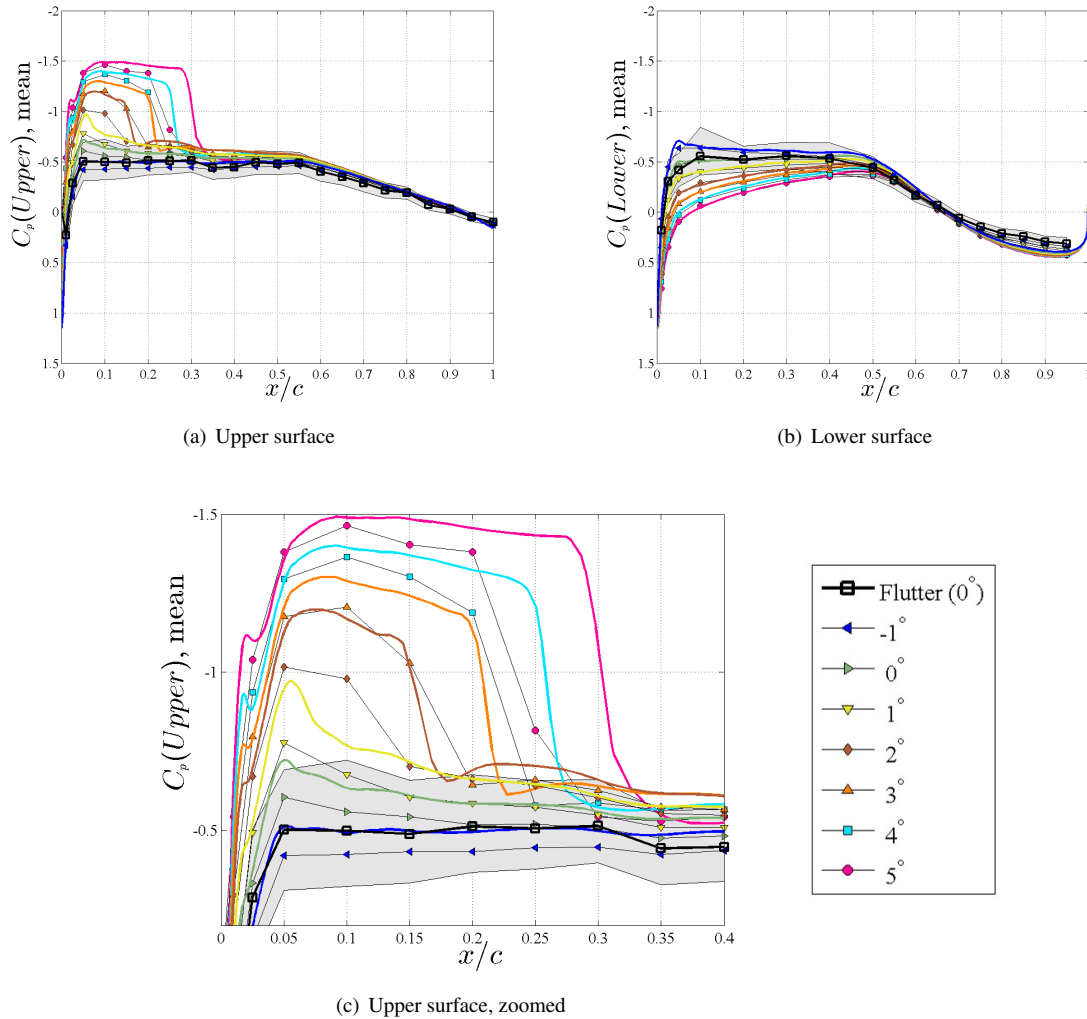 -2
-1.5
-1
-0.5
0
0.5
1
1.5
0 0.1 0.2 0.3 0.4 0.5 0.6 0.7 0.8 0.9 1
C_p(Upper), mean
x/c
(a) Upper surface
-2
-1.5
-1
-0.5
0
0.5
1
1.5
0 0.1 0.2 0.3 0.4 0.5 0.6 0.7 0.8 0.9 1
C_p(Lower), mean
x/c
(b) Lower surface
-1.5
-1
-0.5
0 0.05 0.1 0.15 0.2 0.25 0.3 0.35 0.4
C_p(Upper), mean
x/c
(c) Upper surface, zoomed
Flutter (0°)
-1°
0°
1°
2°
3°
4°
5°